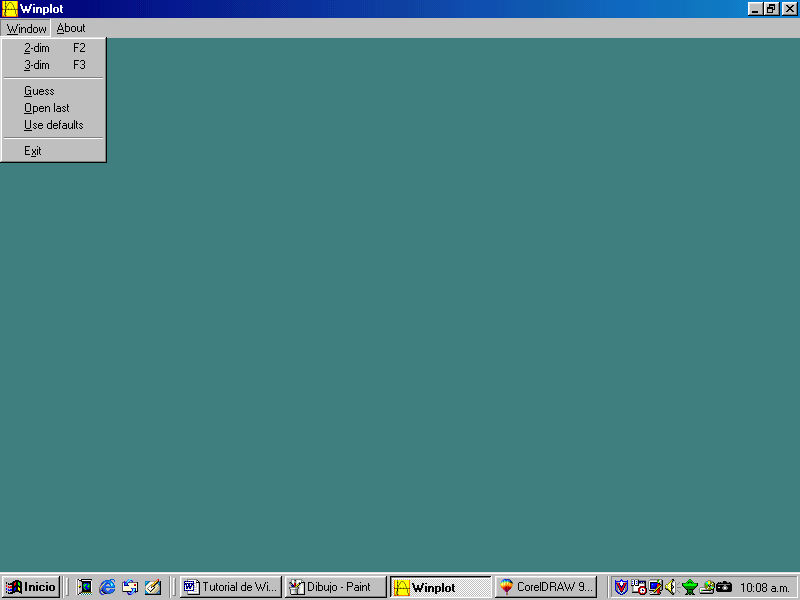 Winplot
Window About
2-dim F2
3-dim F3
Guess
Open last
Use defaults
Exit
Inicio Tutorial de Wi... Dibujo - Paint Winplot CorelDRAW 9... 10:08 a.m.